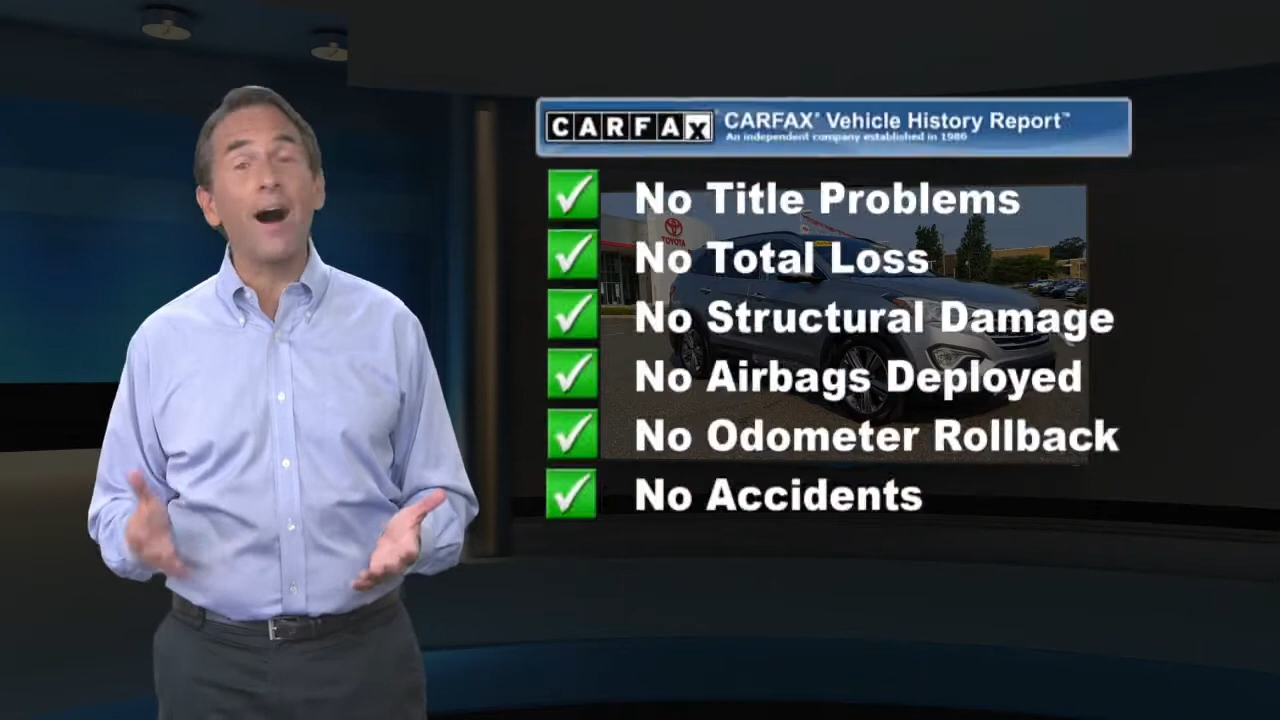 CARFAX
CARFAX® Vehicle History Report™
An independent company established in 1986
No Title Problems
TOYOTA
No Total Loss
No Structural Damage
No Airbags Deployed
No Odometer Rollback
No Accidents